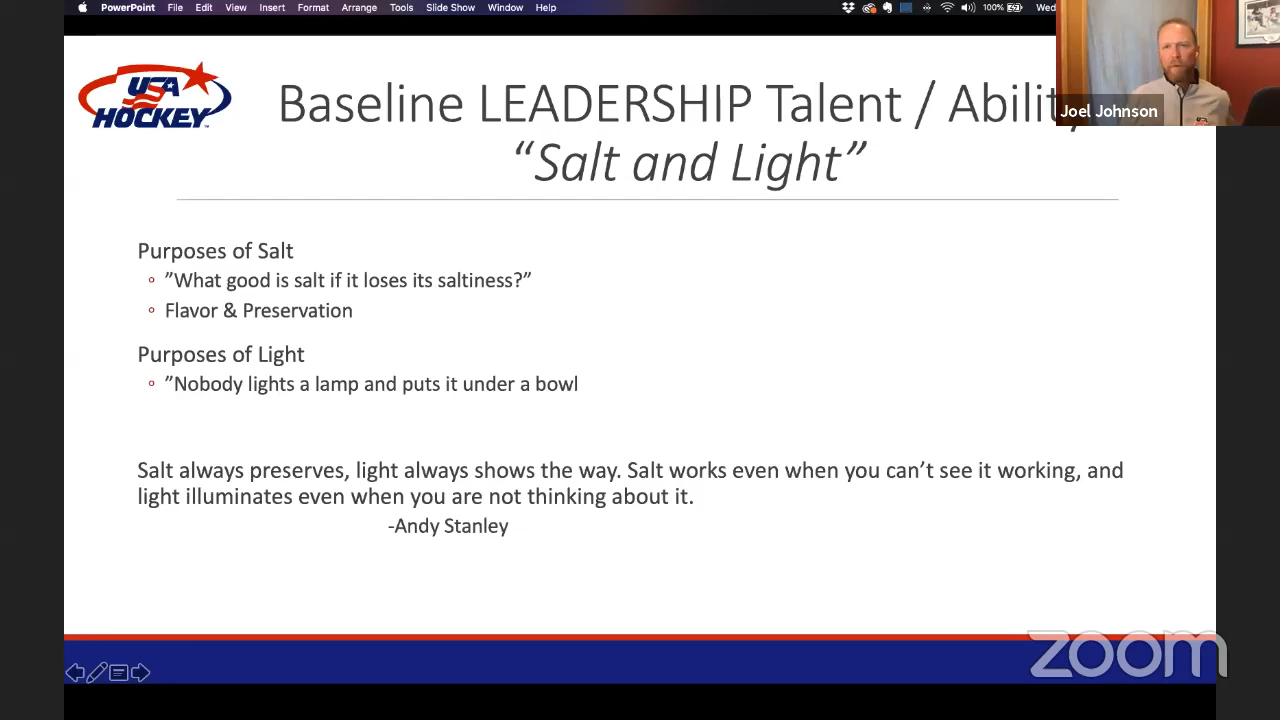 PowerPoint File Edit View Insert Format Arrange Tools Slide Show Window Help 100% Wed
USA
HOCKEY™
Baseline LEADERSHIP Talent / Ability
“Salt and Light”
Joel Johnson
Purposes of Salt
”What good is salt if it loses its saltiness?”
Flavor & Preservation
Purposes of Light
”Nobody lights a lamp and puts it under a bowl
Salt always preserves, light always shows the way. Salt works even when you can’t see it working, and
light illuminates even when you are not thinking about it.
-Andy Stanley
zoom